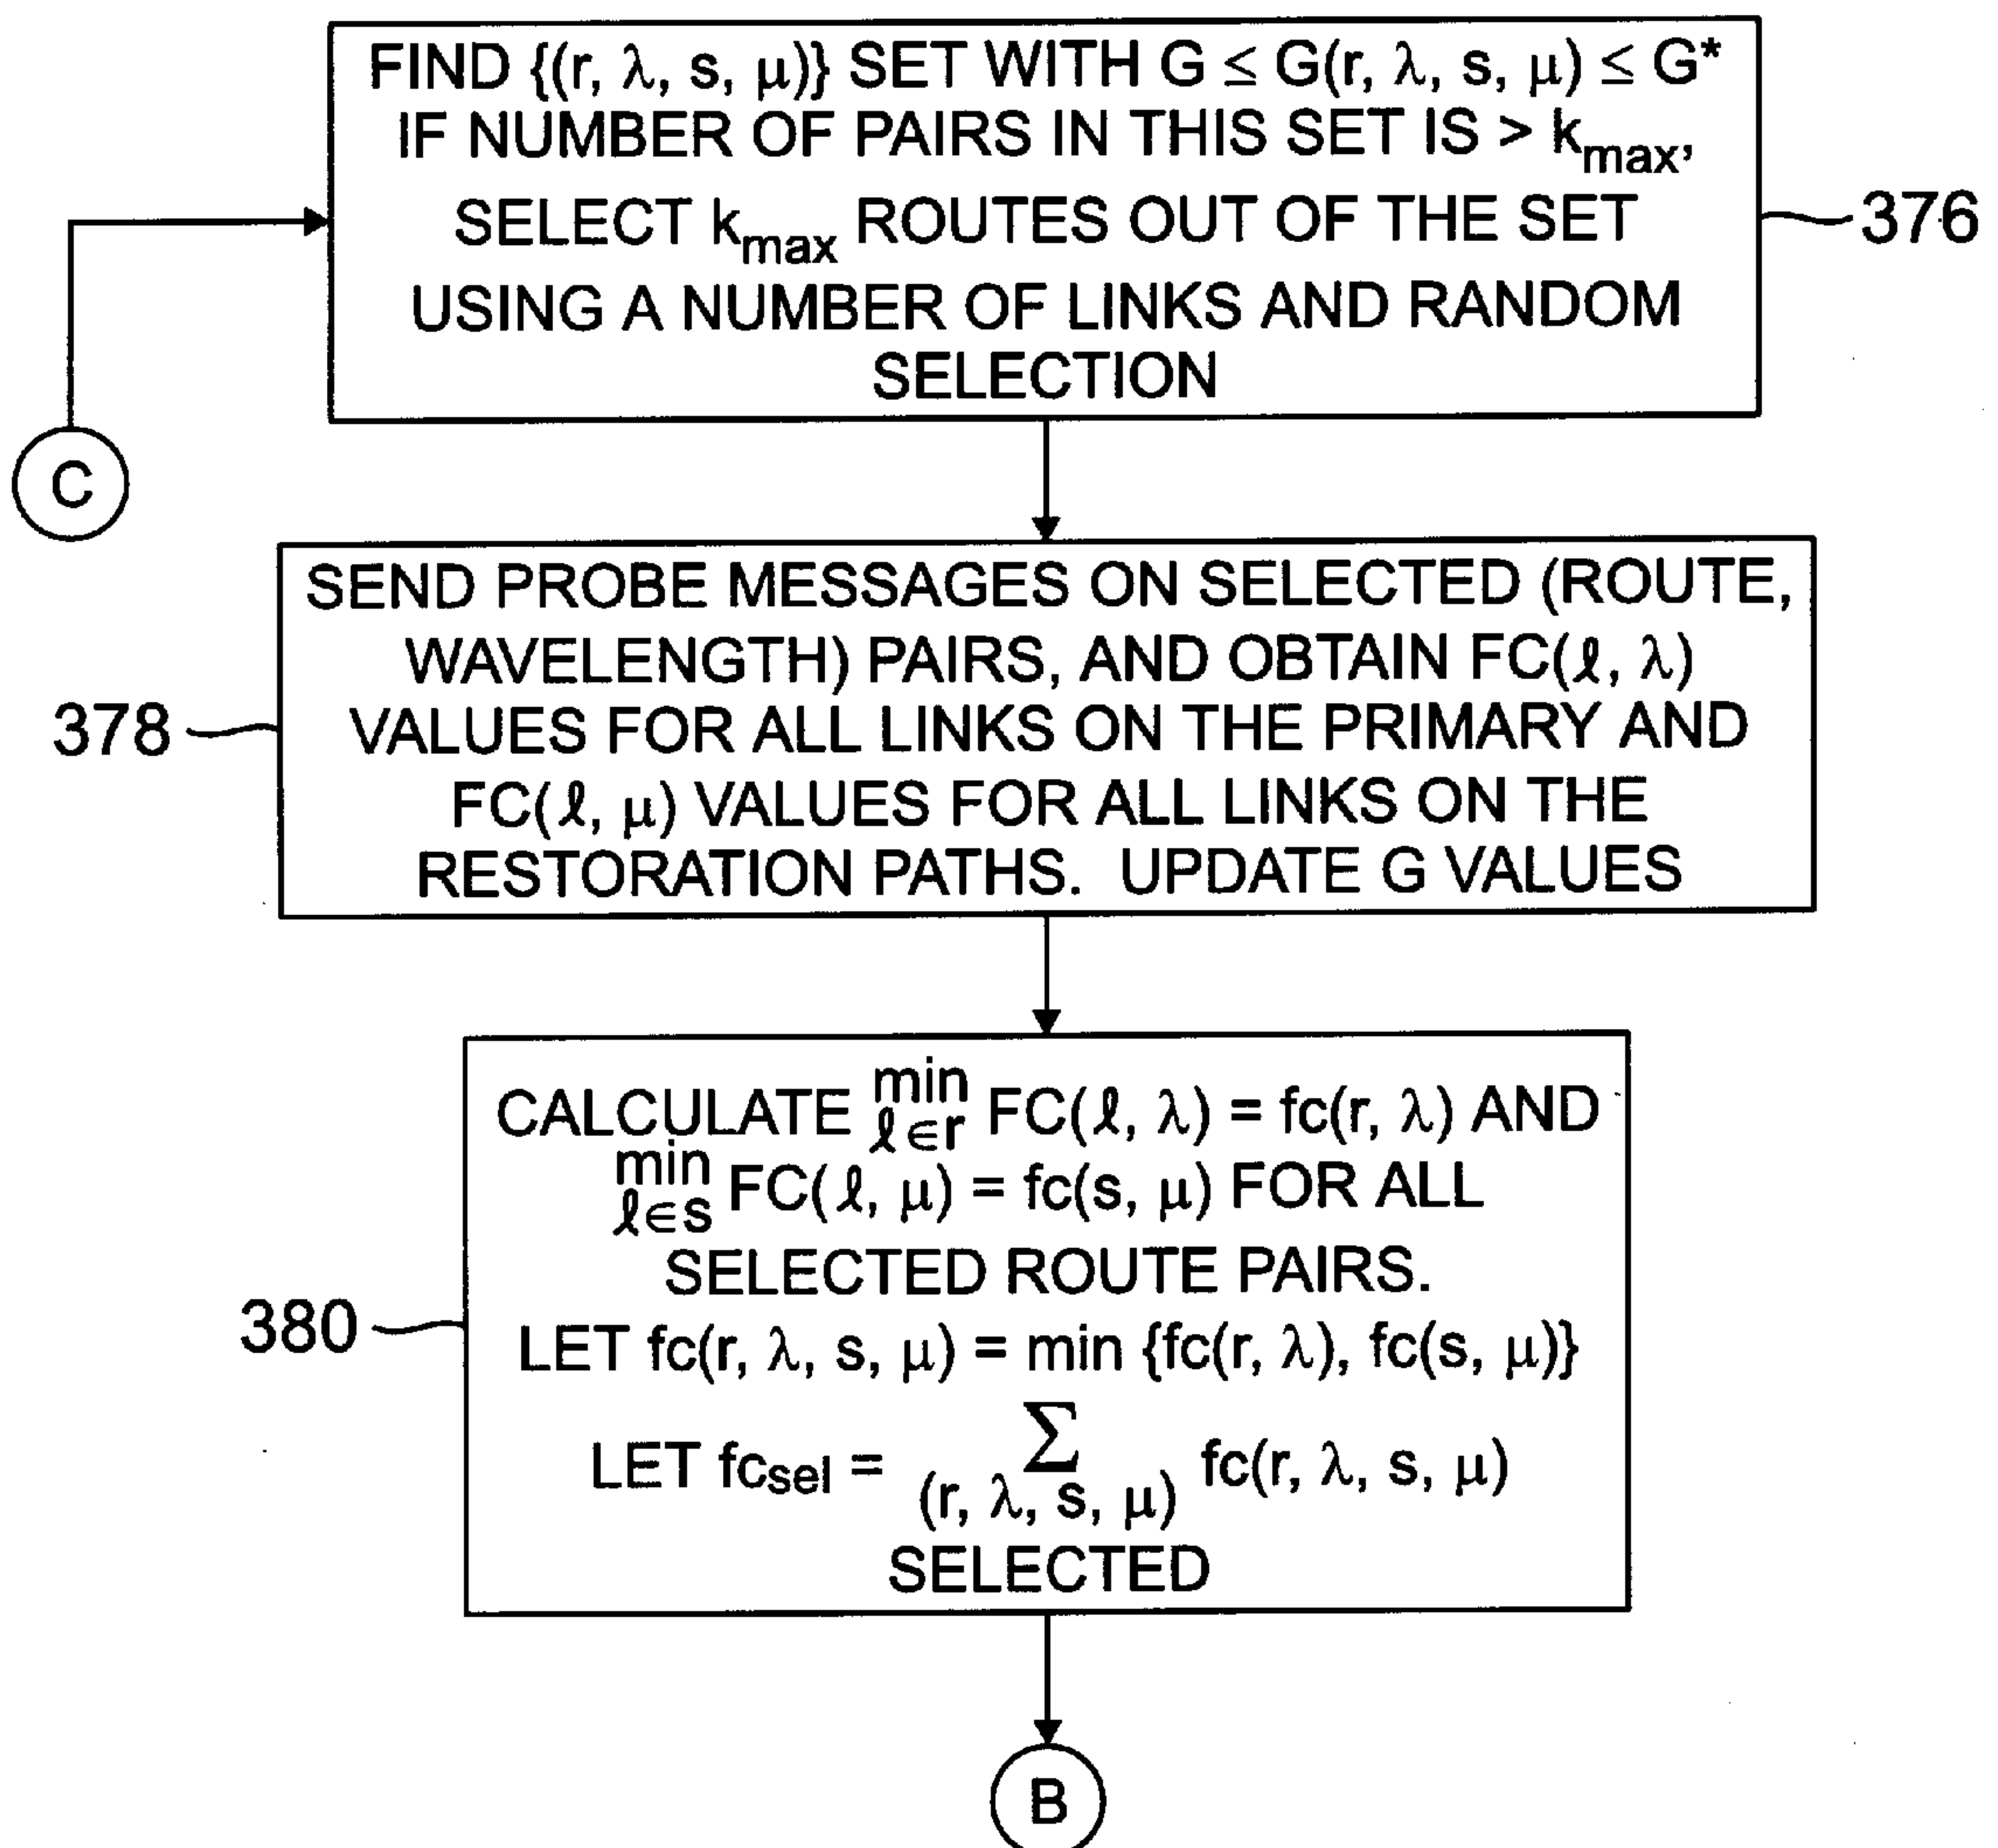 FIND {(r, λ, s, μ)} SET WITH G ≤ G(r, λ, s, μ) ≤ G*
IF NUMBER OF PAIRS IN THIS SET IS > kmax,
SELECT kmax ROUTES OUT OF THE SET
USING A NUMBER OF LINKS AND RANDOM
SELECTION
376
C
SEND PROBE MESSAGES ON SELECTED (ROUTE,
WAVELENGTH) PAIRS, AND OBTAIN FC(ℓ, λ)
VALUES FOR ALL LINKS ON THE PRIMARY AND
FC(ℓ, μ) VALUES FOR ALL LINKS ON THE
RESTORATION PATHS. UPDATE G VALUES
378
CALCULATE min ℓ∈r FC(ℓ, λ) = fc(r, λ) AND
min ℓ∈s FC(ℓ, μ) = fc(s, μ) FOR ALL
SELECTED ROUTE PAIRS.
LET fc(r, λ, s, μ) = min {fc(r, λ), fc(s, μ)}
LET fcsel = Σ fc(r, λ, s, μ)
(r, λ, s, μ)
SELECTED
380
B